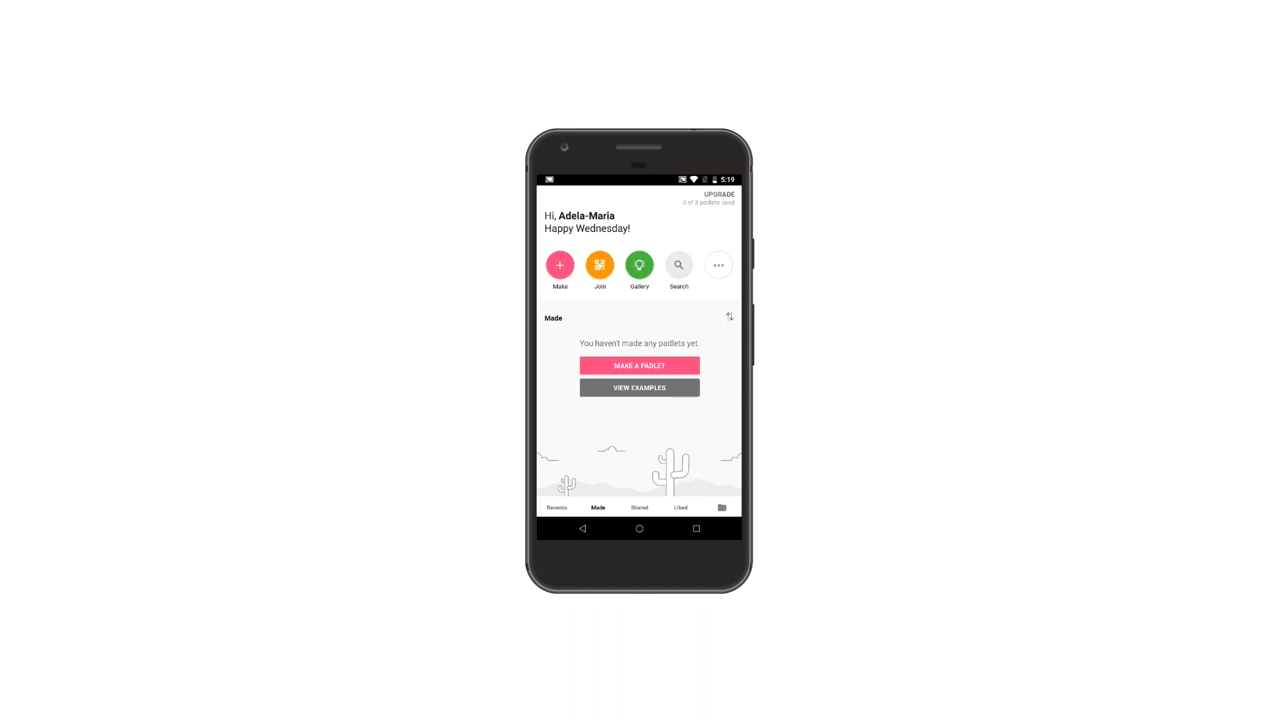 5:19
UPGRADE
0 of 3 padlets used
Hi, Adela-Maria
Happy Wednesday!
Make Join Gallery Search
Made
You haven't made any padlets yet.
MAKE A PADLET
VIEW EXAMPLES
Recents Made Shared Liked